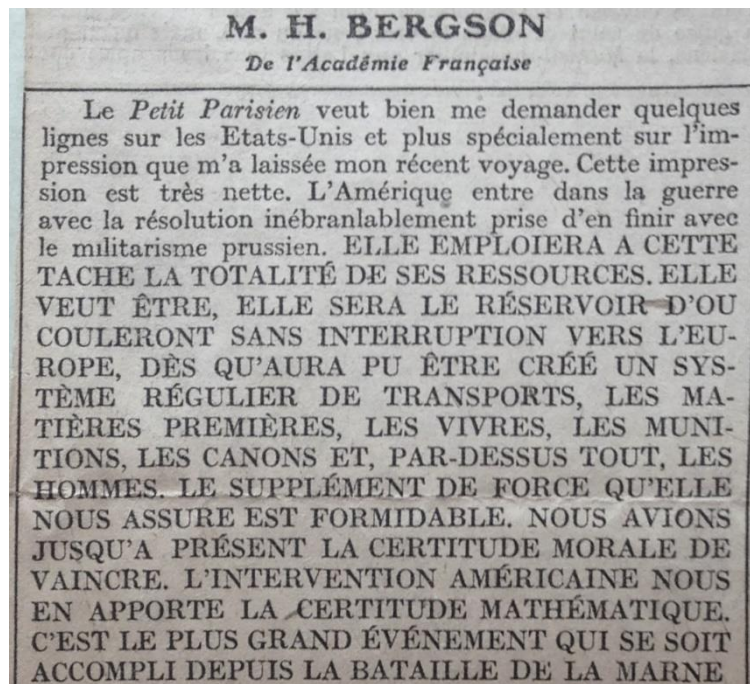 M. H. BERGSON
De l'Académie Française
Le Petit Parisien veut bien me demander quelques
lignes sur les Etats-Unis et plus spécialement sur l'im-
pression que m'a laissée mon récent voyage. Cette impres-
sion est très nette. L'Amérique entre dans la guerre
avec la résolution inébranlablement prise d'en finir avec
le militarisme prussien. ELLE EMPLOIERA A CETTE
TACHE LA TOTALITÉ DE SES RESSOURCES. ELLE
VEUT ÊTRE, ELLE SERA LE RÉSERVOIR D'OU
COULERONT SANS INTERRUPTION VERS L'EU-
ROPE, DÈS QU'AURA PU ÊTRE CRÉÉ UN SYS-
TÈME RÉGULIER DE TRANSPORTS, LES MA-
TIÈRES PREMIÈRES, LES VIVRES, LES MUNI-
TIONS, LES CANONS ET, PAR-DESSUS TOUT, LES
HOMMES. LE SUPPLÉMENT DE FORCE QU'ELLE
NOUS ASSURE EST FORMIDABLE. NOUS AVIONS
JUSQU'A PRÉSENT LA CERTITUDE MORALE DE
VAINCRE. L'INTERVENTION AMÉRICAINE NOUS
EN APPORTE LA CERTITUDE MATHÉMATIQUE.
C'EST LE PLUS GRAND ÉVÉNEMENT QUI SE SOIT
ACCOMPLI DEPUIS LA BATAILLE DE LA MARNE